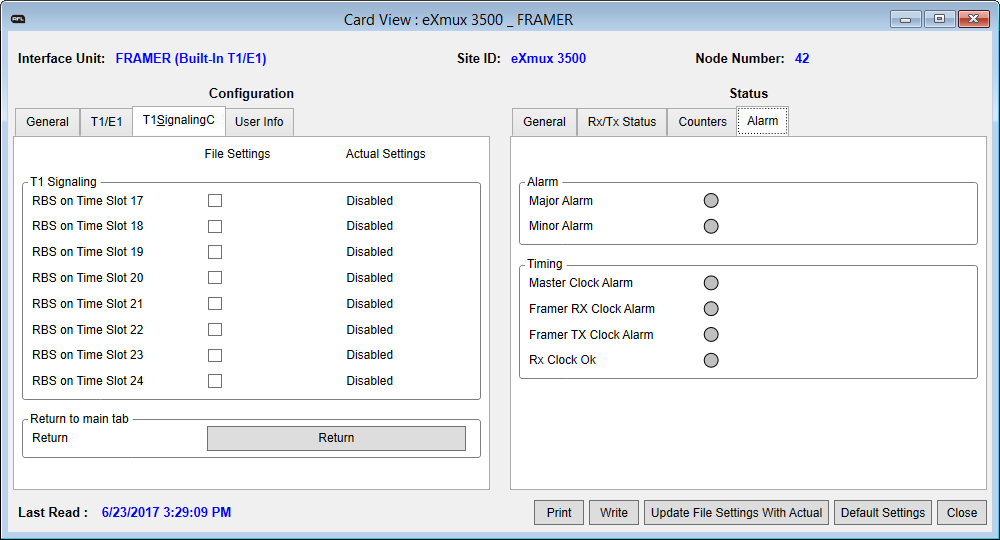 RFL
Card View : eXmux 3500 _ FRAMER
Interface Unit: FRAMER (Built-In T1/E1) Site ID: eXmux 3500 Node Number: 42
Configuration
General T1/E1 T1SignalingC User Info
File Settings Actual Settings
T1 Signaling
RBS on Time Slot 17 Disabled
RBS on Time Slot 18 Disabled
RBS on Time Slot 19 Disabled
RBS on Time Slot 20 Disabled
RBS on Time Slot 21 Disabled
RBS on Time Slot 22 Disabled
RBS on Time Slot 23 Disabled
RBS on Time Slot 24 Disabled
Return to main tab
Return Return
Status
General Rx/Tx Status Counters Alarm
Alarm
Major Alarm
Minor Alarm
Timing
Master Clock Alarm
Framer RX Clock Alarm
Framer TX Clock Alarm
Rx Clock Ok
Last Read : 6/23/2017 3:29:09 PM
Print Write Update File Settings With Actual Default Settings Close